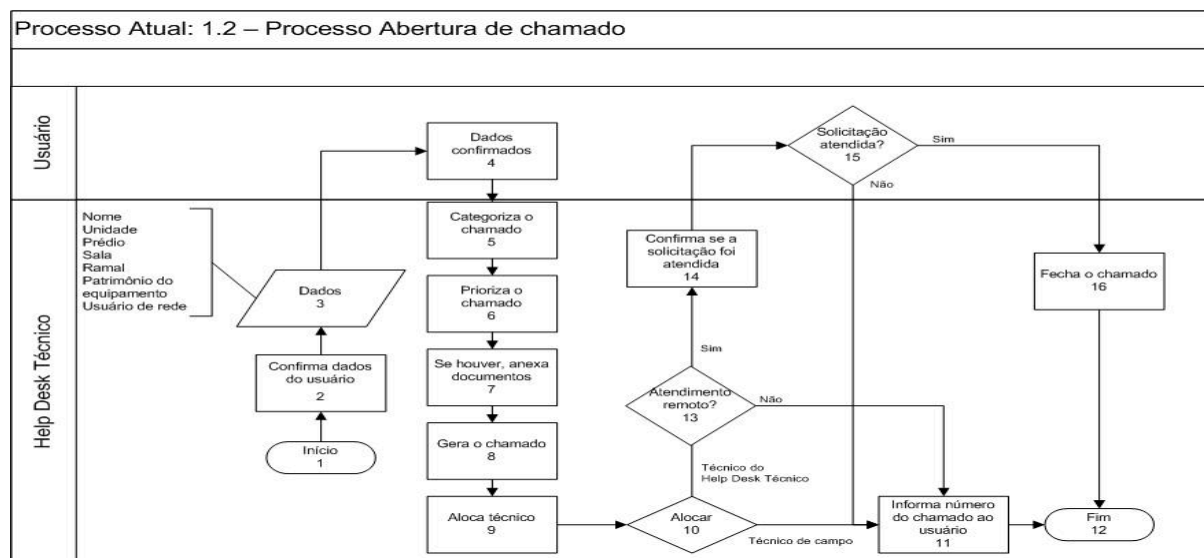 Processo Atual: 1.2 – Processo Abertura de chamado
Usuário
Dados
confirmados
4
Solicitação
atendida?
15
Sim
Não
Help Desk Técnico
Nome
Unidade
Prédio
Sala
Ramal
Patrimônio do
equipamento
Usuário de rede
Dados
3
Confirma dados
do usuário
2
Início
1
Categoriza o
chamado
5
Prioriza o
chamado
6
Se houver, anexa
documentos
7
Gera o chamado
8
Aloca técnico
9
Confirma se a
solicitação foi
atendida
14
Sim
Atendimento
remoto?
13
Não
Técnico do
Help Desk Técnico
Alocar
10
Técnico de campo
Informa número
do chamado ao
usuário
11
Fecha o chamado
16
Fim
12